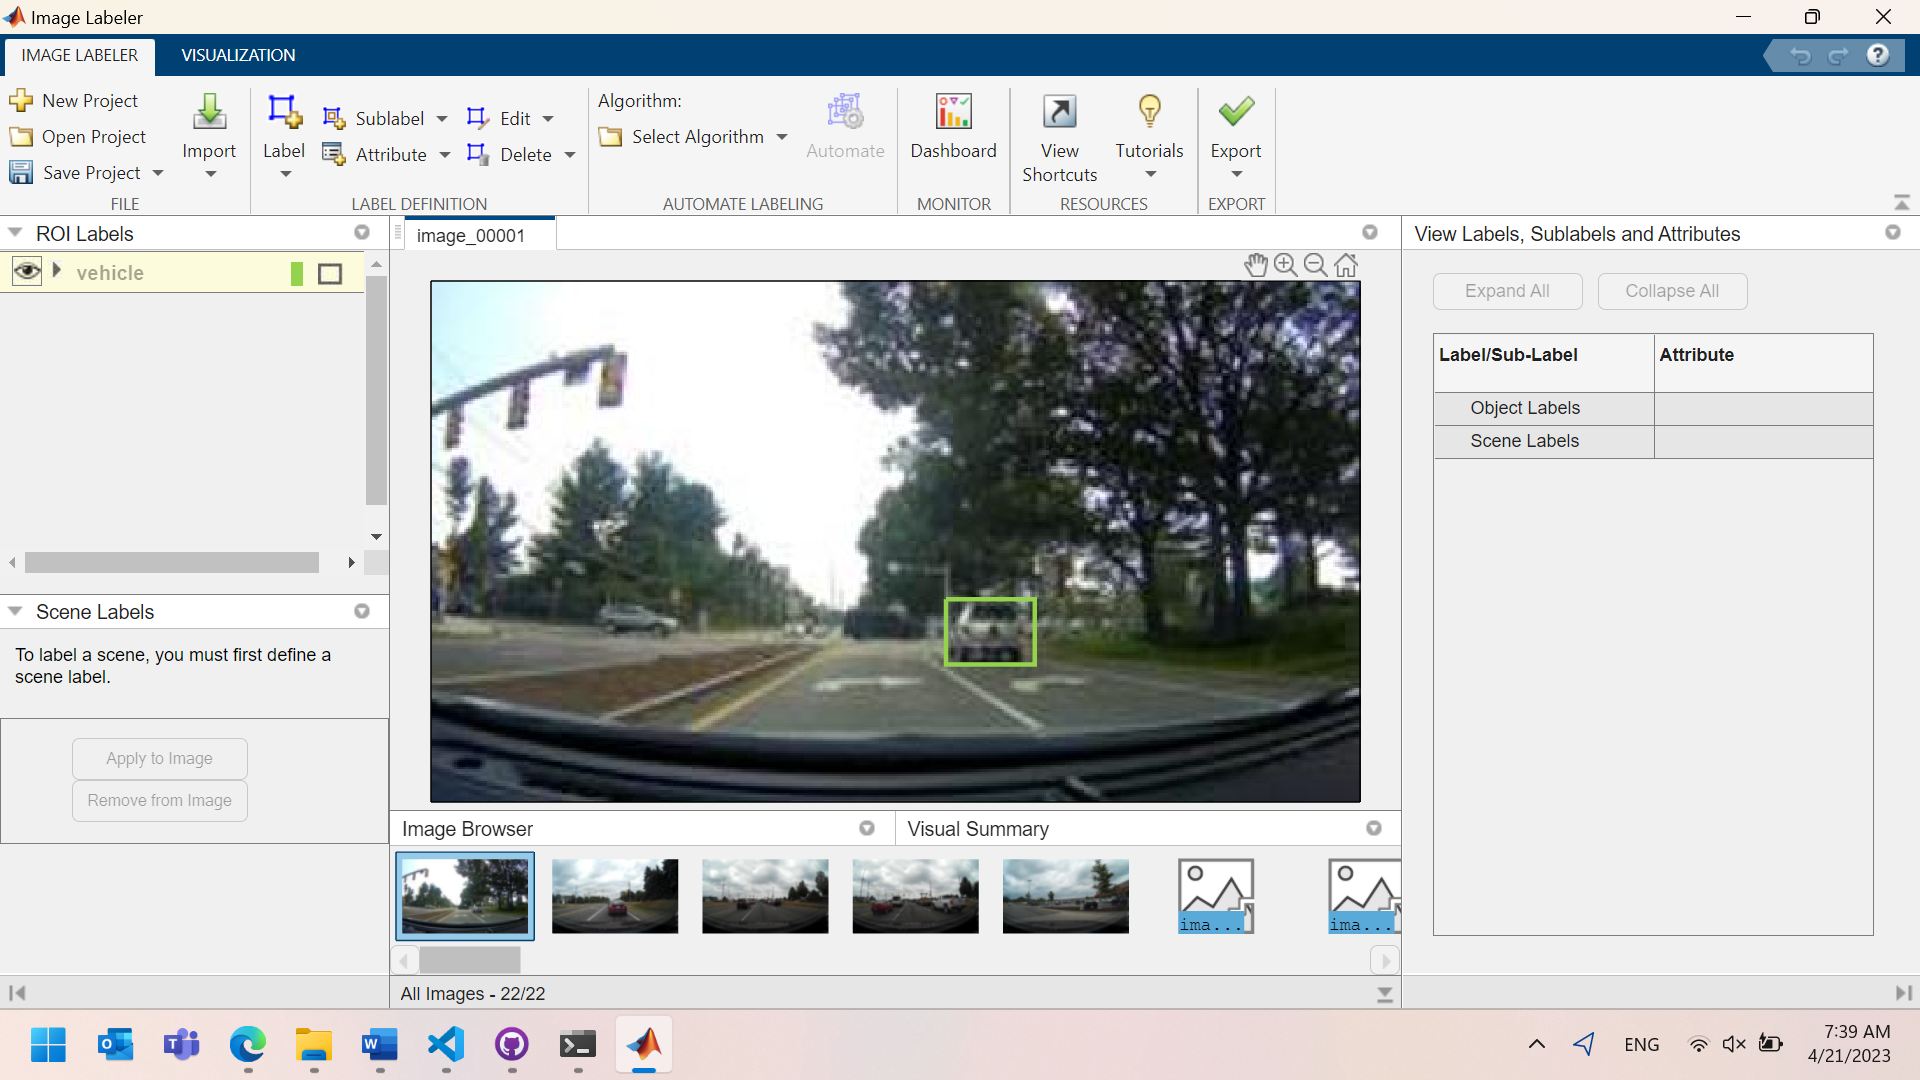 Image Labeler
IMAGE LABELER
VISUALIZATION
New Project
Open Project
Save Project
Import
FILE
Label
Sublabel
Attribute
Edit
Delete
LABEL DEFINITION
Algorithm:
Select Algorithm
Automate
AUTOMATE LABELING
Dashboard
MONITOR
View
Shortcuts
Tutorials
RESOURCES
Export
EXPORT
ROI Labels
vehicle
Scene Labels
To label a scene, you must first define a
scene label.
Apply to Image
Remove from Image
image_00001
Image Browser
Visual Summary
ima...
ima...
All Images - 22/22
View Labels, Sublabels and Attributes
Expand All
Collapse All
Label/Sub-Label
Attribute
Object Labels
Scene Labels
ENG
7:39 AM
4/21/2023